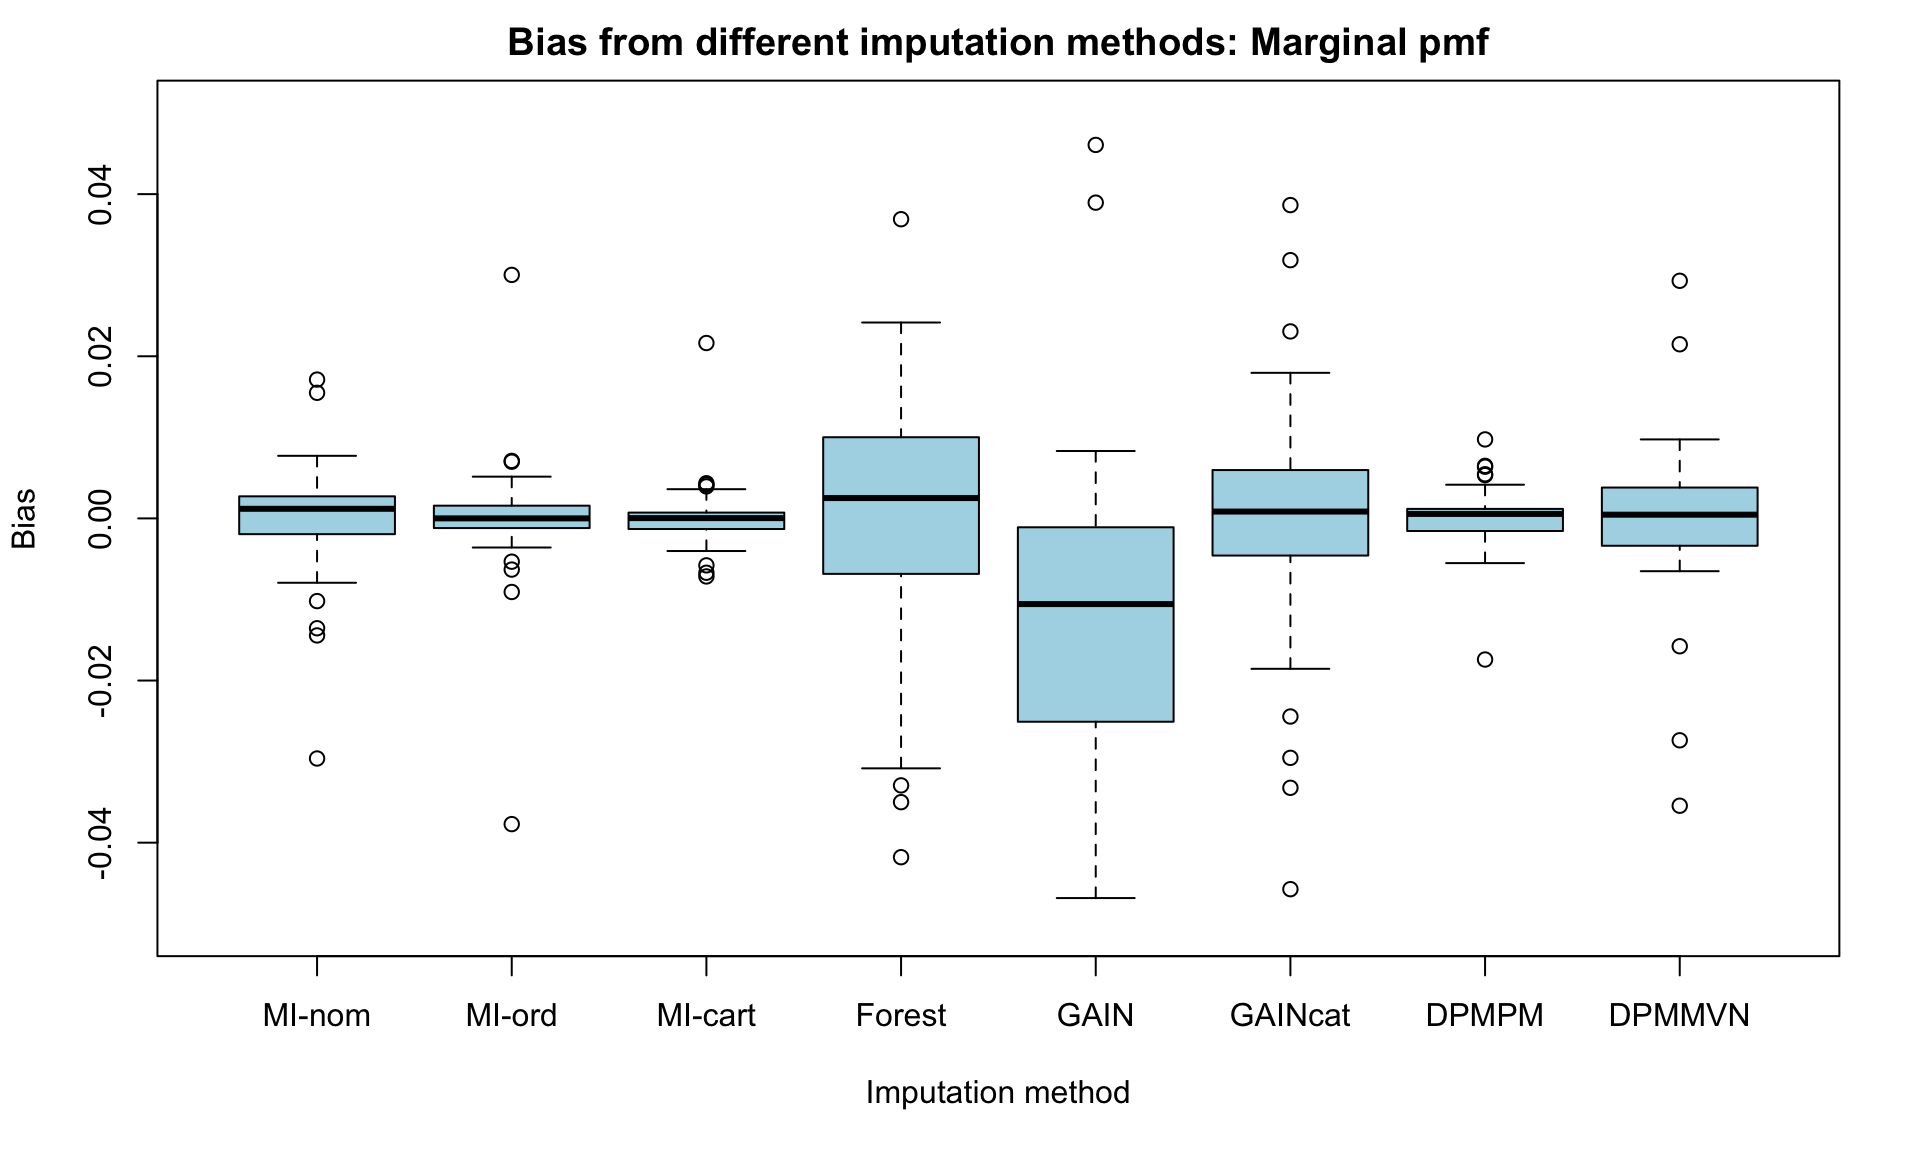 Bias from different imputation methods: Marginal pmf
Bias
0.04
0.02
0.00
-0.02
-0.04
MI-nom MI-ord MI-cart Forest GAIN GAINcat DPMPM DPMMVN
Imputation method